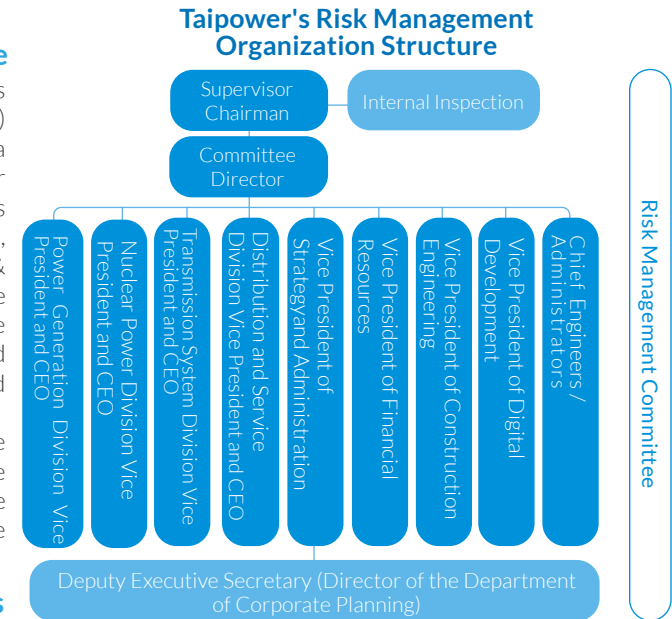 Taipower's Risk Management
Organization Structure
e
s
)
a
r
s
,
&
e
e
d
d
e
e
e
e
s
Supervisor
Chairman
Internal Inspection
Committee
Director
Power Generation Division Vice
President and CEO
Nuclear Power Division Vice
President and CEO
Transmission System Division Vice
President and CEO
Distribution and Service
Division Vice President and CEO
Vice President of
Strategyand Administration
Vice President of Financial
Resources
Vice President of Construction
Engineering
Vice President of Digital
Development
Chief Engineers /
Administrators
Deputy Executive Secretary (Director of the Department
of Corporate Planning)
Risk Management Committee